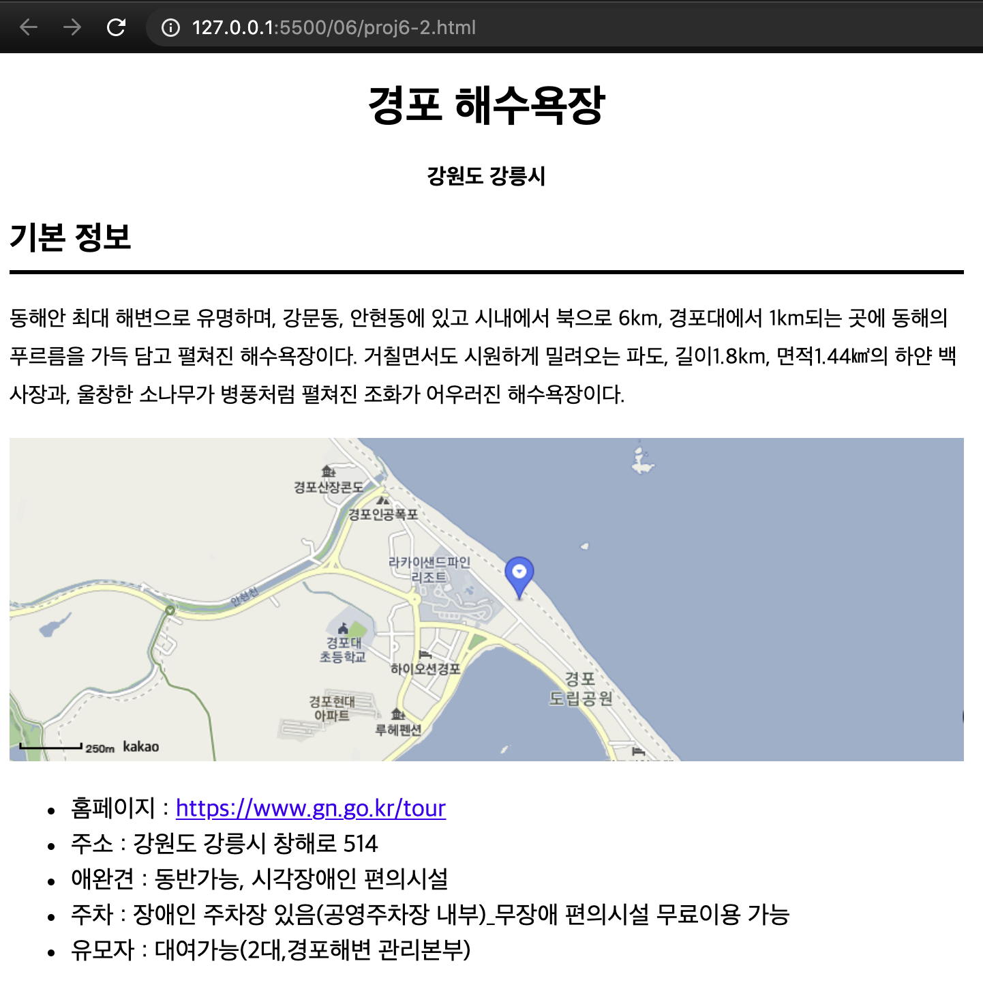 127.0.0.1:5500/06/proj6-2.html
경포 해수욕장
강원도 강릉시
기본 정보
동해안 최대 해변으로 유명하며, 강문동, 안현동에 있고 시내에서 북으로 6km, 경포대에서 1km되는 곳에 동해의
푸르름을 가득 담고 펼쳐진 해수욕장이다. 거칠면서도 시원하게 밀려오는 파도, 길이1.8km, 면적1.44㎢의 하얀 백
사장과, 울창한 소나무가 병풍처럼 펼쳐진 조화가 어우러진 해수욕장이다.
경포산장콘도
경포인공폭포
라카이샌드파인
리조트
안현천
경포대
초등학교
하이오션경포
경포
도립공원
경포현대
아파트
루헤펜션
250m kakao
홈페이지 : https://www.gn.go.kr/tour
주소 : 강원도 강릉시 창해로 514
애완견 : 동반가능, 시각장애인 편의시설
주차 : 장애인 주차장 있음(공영주차장 내부)_무장애 편의시설 무료이용 가능
유모자 : 대여가능(2대,경포해변 관리본부)